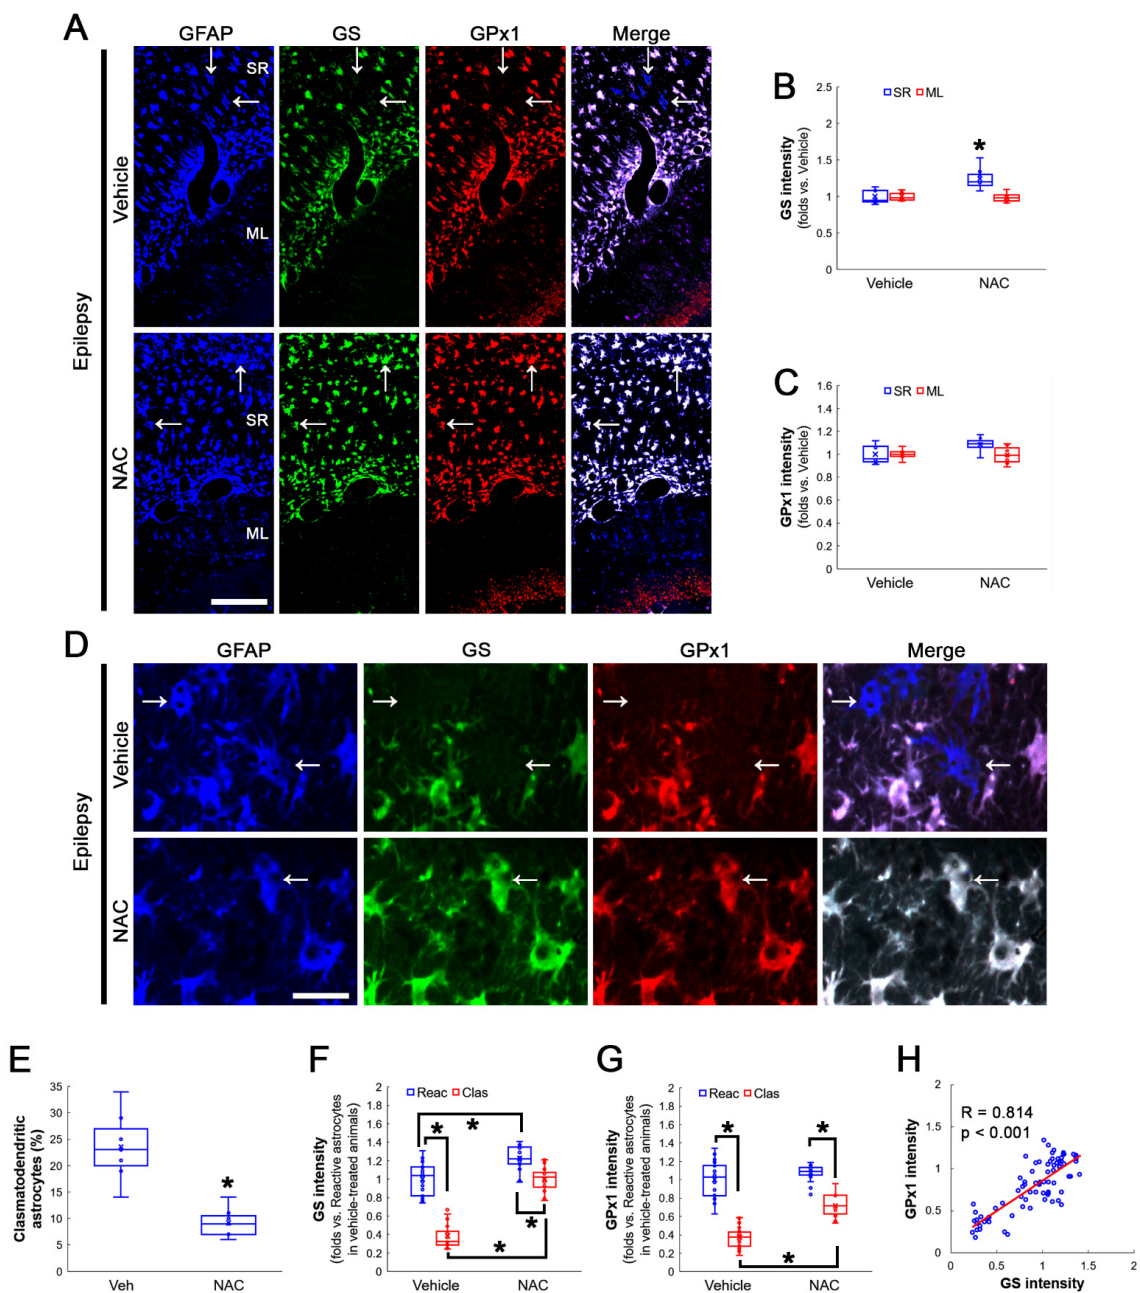 A
GFAP GS GPx1 Merge
Epilepsy
Vehicle
SR
ML
NAC
SR
ML
B
GS intensity
(folds vs. Vehicle)
2.5
2
1.5
1
0.5
0
SR ML
*
Vehicle NAC
C
GPx1 intensity
(folds vs. Vehicle)
1.6
1.4
1.2
1
0.8
0.6
0.4
0.2
0
SR ML
Vehicle NAC
D
GFAP GS GPx1 Merge
Epilepsy
Vehicle
NAC
E
Clasmatodendritic
astrocytes (%)
35
30
25
20
15
10
5
0
*
Veh NAC
F
GS intensity
(folds vs. Reactive astrocytes
in vehicle-treated animals)
2
1.8
1.6
1.4
1.2
1
0.8
0.6
0.4
0.2
0
Reac Clas
* *
*
*
Vehicle NAC
G
GPx1 intensity
(folds vs. Reactive astrocytes
in vehicle-treated animals)
2
1.8
1.6
1.4
1.2
1
0.8
0.6
0.4
0.2
0
Reac Clas
* *
*
Vehicle NAC
H
GPx1 intensity
2
1.5
1
0.5
0
R = 0.814
p < 0.001
0 0.5 1 1.5 2
GS intensity